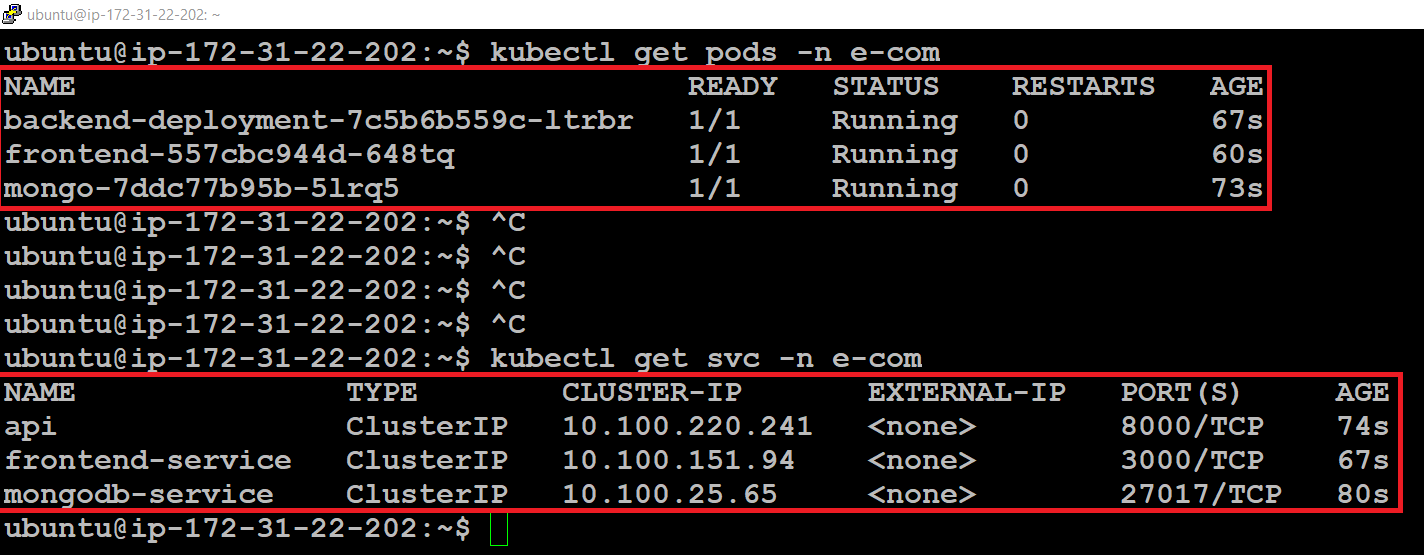 ubuntu@ip-172-31-22-202: ~
ubuntu@ip-172-31-22-202:~$ kubectl get pods -n e-com
NAME READY STATUS RESTARTS AGE
backend-deployment-7c5b6b559c-ltrbr 1/1 Running 0 67s
frontend-557cbc944d-648tq 1/1 Running 0 60s
mongo-7ddc77b95b-5lrq5 1/1 Running 0 73s
ubuntu@ip-172-31-22-202:~$ ^C
ubuntu@ip-172-31-22-202:~$ ^C
ubuntu@ip-172-31-22-202:~$ ^C
ubuntu@ip-172-31-22-202:~$ ^C
ubuntu@ip-172-31-22-202:~$ kubectl get svc -n e-com
NAME TYPE CLUSTER-IP EXTERNAL-IP PORT(S) AGE
api ClusterIP 10.100.220.241 <none> 8000/TCP 74s
frontend-service ClusterIP 10.100.151.94 <none> 3000/TCP 67s
mongodb-service ClusterIP 10.100.25.65 <none> 27017/TCP 80s
ubuntu@ip-172-31-22-202:~$